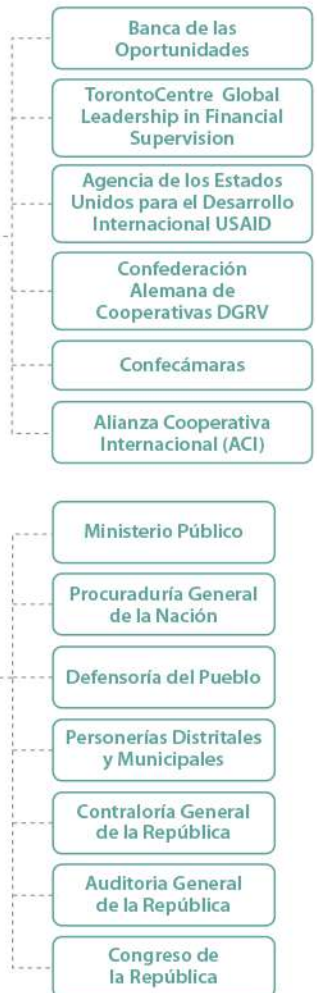 Banca de las
Oportunidades
TorontoCentre Global
Leadership in Financial
Supervision
Agencia de los Estados
Unidos para el Desarrollo
Internacional USAID
Confederación
Alemana de
Cooperativas DGRV
Confecámaras
Alianza Cooperativa
Internacional (ACI)
Ministerio Público
Procuraduría General
de la Nación
Defensoría del Pueblo
Personerías Distritales
y Municipales
Contraloría General
de la República
Auditoria General
de la República
Congreso de
la República